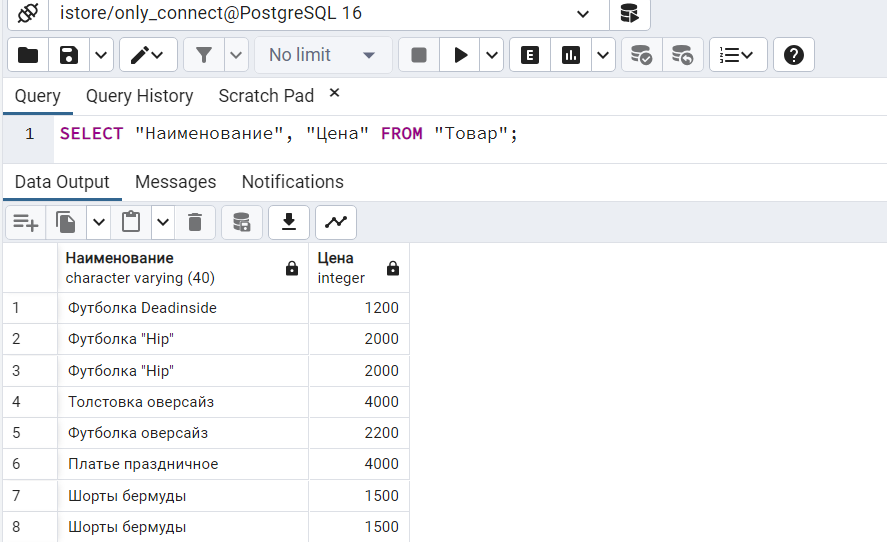 istore/only_connect@PostgreSQL 16
No limit E
Query Query History Scratch Pad ×
1 SELECT "Наименование", "Цена" FROM "Товар";
Data Output Messages Notifications
Наименование Цена
character varying (40) integer
1 Футболка Deadinside 1200
2 Футболка "Hip" 2000
3 Футболка "Hip" 2000
4 Толстовка оверсайз 4000
5 Футболка оверсайз 2200
6 Платье праздничное 4000
7 Шорты бермуды 1500
8 Шорты бермуды 1500